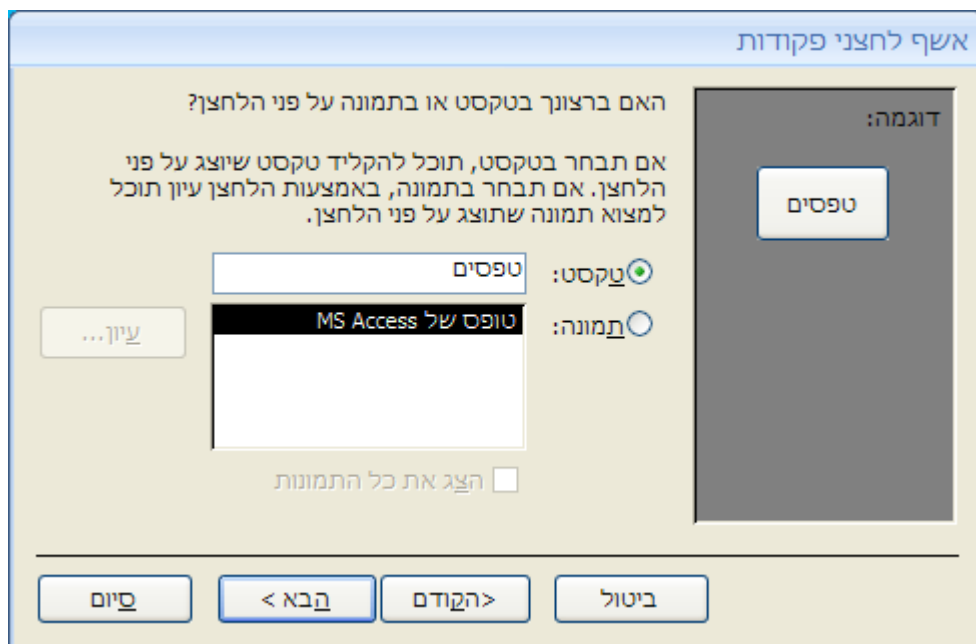 אשף לחצני פקודות
דוגמה:
טפסים
האם ברצונך בטקסט או בתמונה על פני הלחצן?
אם תבחר בטקסט, תוכל להקליד טקסט שיוצג על פני
הלחצן. אם תבחר בתמונה, באמצעות הלחצן עיון תוכל
למצוא תמונה שתוצג על פני הלחצן.
טקסט: טפסים
תמונה: טופס של MS Access עיון...
הצג את כל התמונות
ביטול <הקודם הבא > סיום